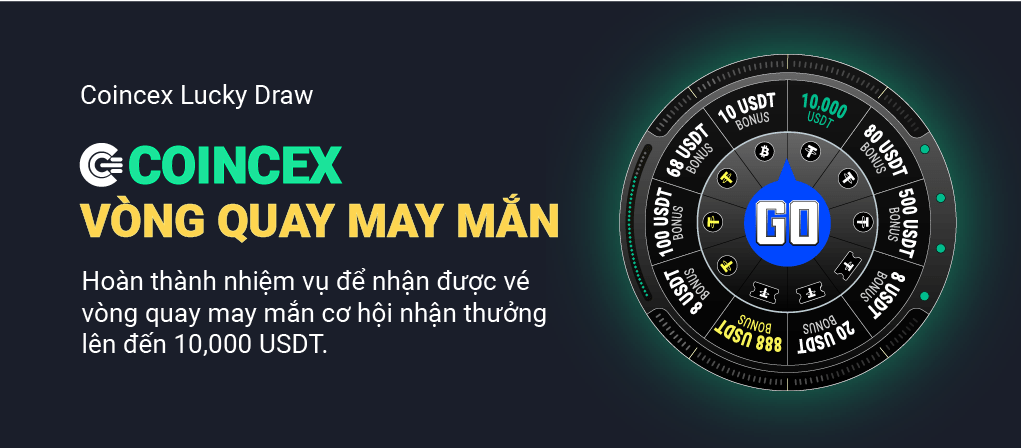 Coincex Lucky Draw
COINCEX
VÒNG QUAY MAY MẮN
Hoàn thành nhiệm vụ để nhận được vé
vòng quay may mắn cơ hội nhận thưởng
lên đến 10,000 USDT.
10,000
USDT
80 USDT
BONUS
500 USDT
BONUS
8 USDT
BONUS
20 USDT
BONUS
888 USDT
BONUS
8 USDT
BONUS
100 USDT
BONUS
68 USDT
BONUS
10 USDT
BONUS
GO